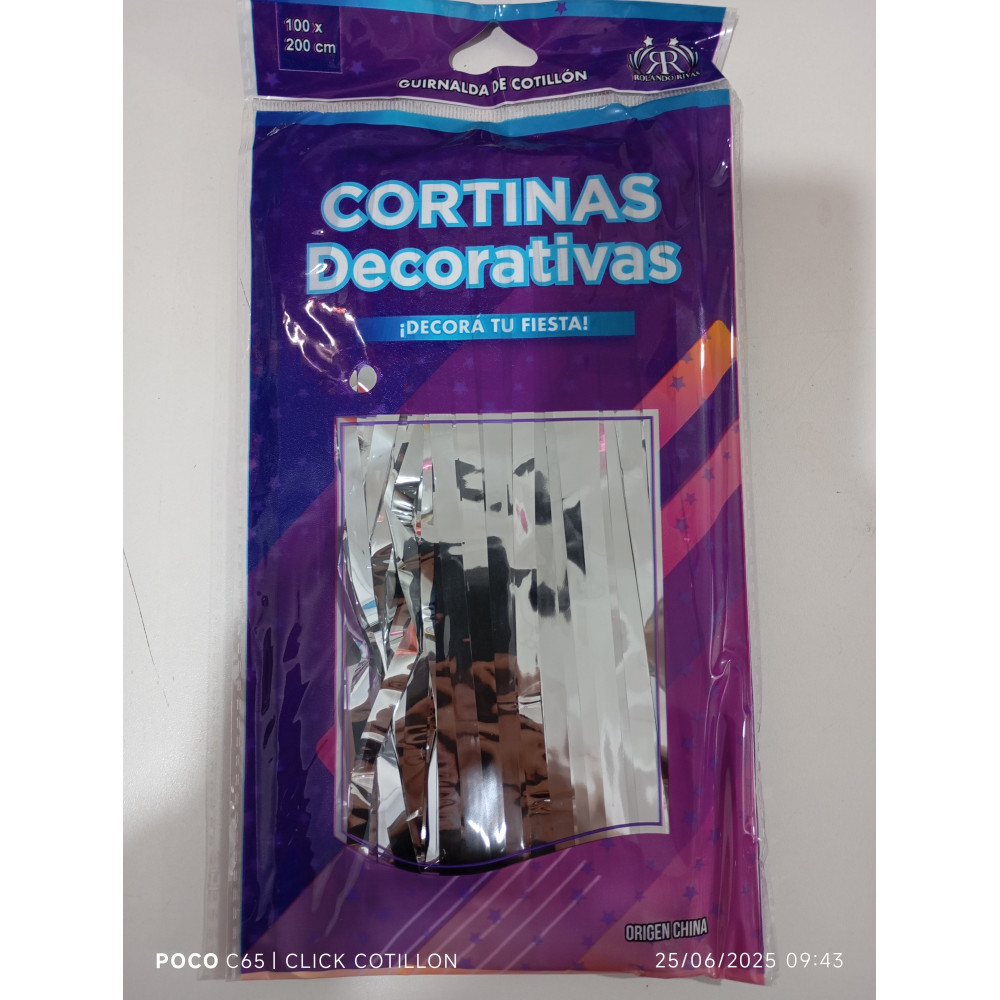 100 x
200 cm
GUIRNALDA DE COTILLÓN
RR
ROLANDO RIVAS
CORTINAS
Decorativas
¡DECORÁ TU FIESTA!
ORIGEN CHINA
POCO C65 | CLICK COTILLON
25/06/2025 09:43